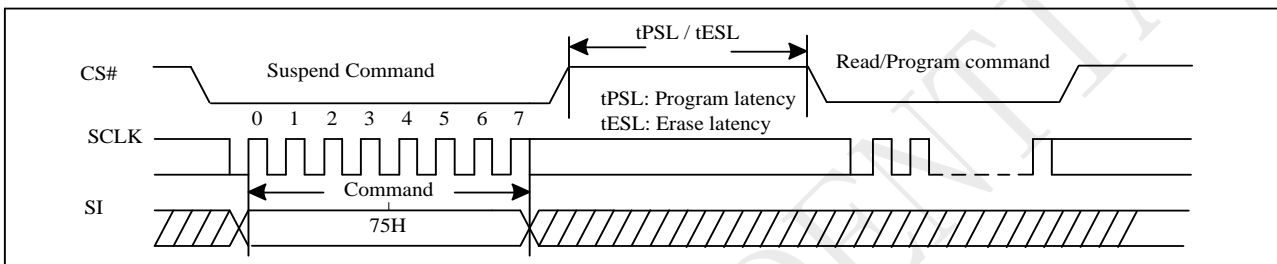 tPSL / tESL
CS#
Suspend Command
Read/Program command
tPSL: Program latency
tESL: Erase latency
0 1 2 3 4 5 6 7
SCLK
Command
SI
75H